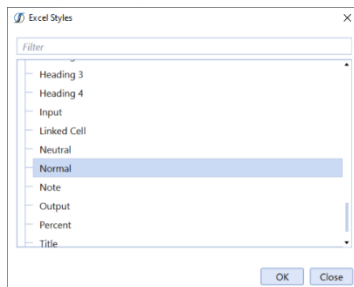 Excel Styles
Filter
Heading 3
Heading 4
Input
Linked Cell
Neutral
Normal
Note
Output
Percent
Title
OK
Close